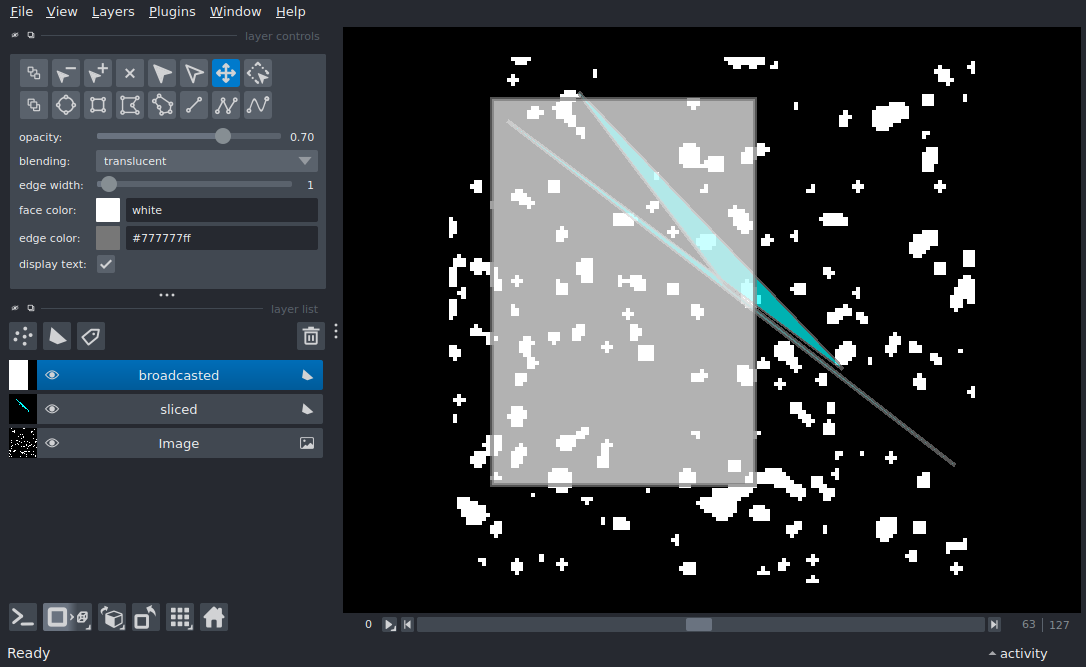 File View Layers Plugins Window Help
layer controls
opacity: 0.70
blending: translucent
edge width: 1
face color: white
edge color: #777777ff
display text:
layer list
broadcasted
sliced
Image
0 63 127
Ready activity